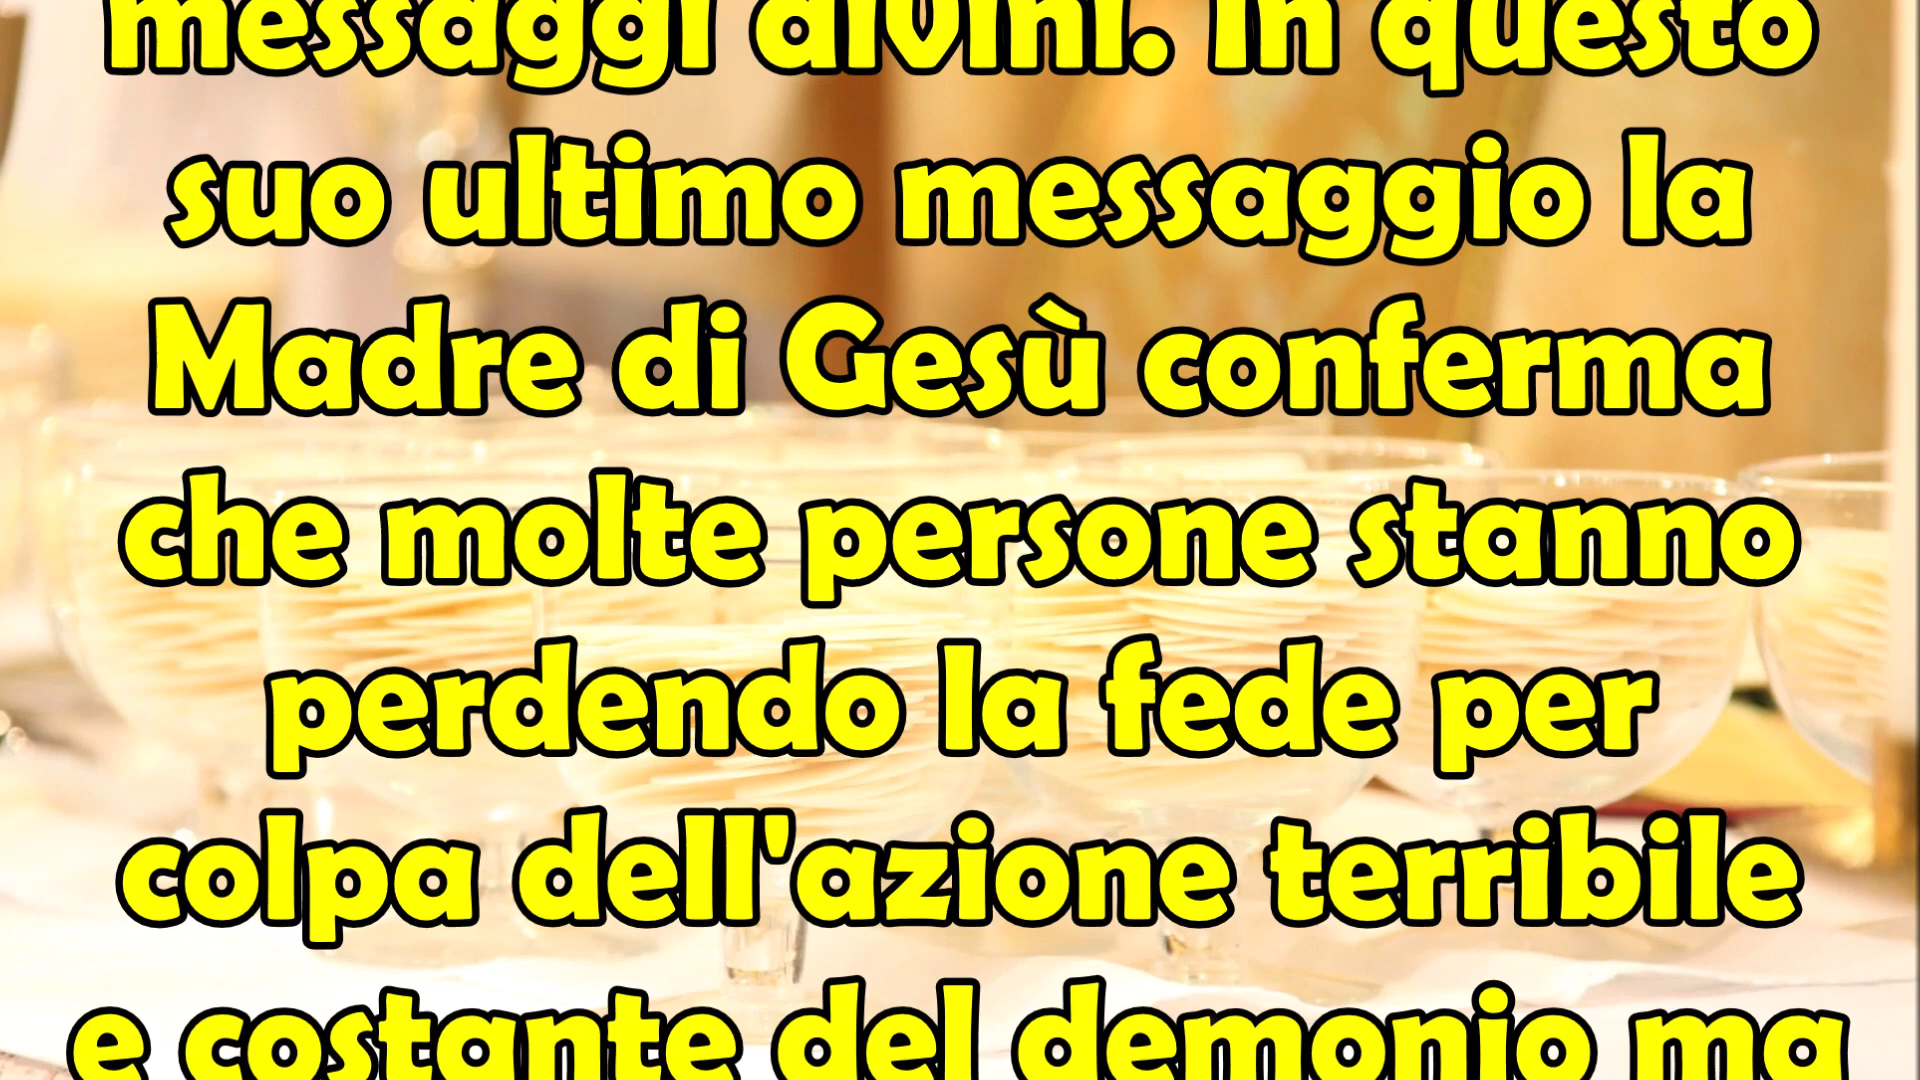 messaggi divini. In questo
suo ultimo messaggio la
Madre di Gesù conferma
che molte persone stanno
perdendo la fede per
colpa dell'azione terribile
e costante del demonio ma